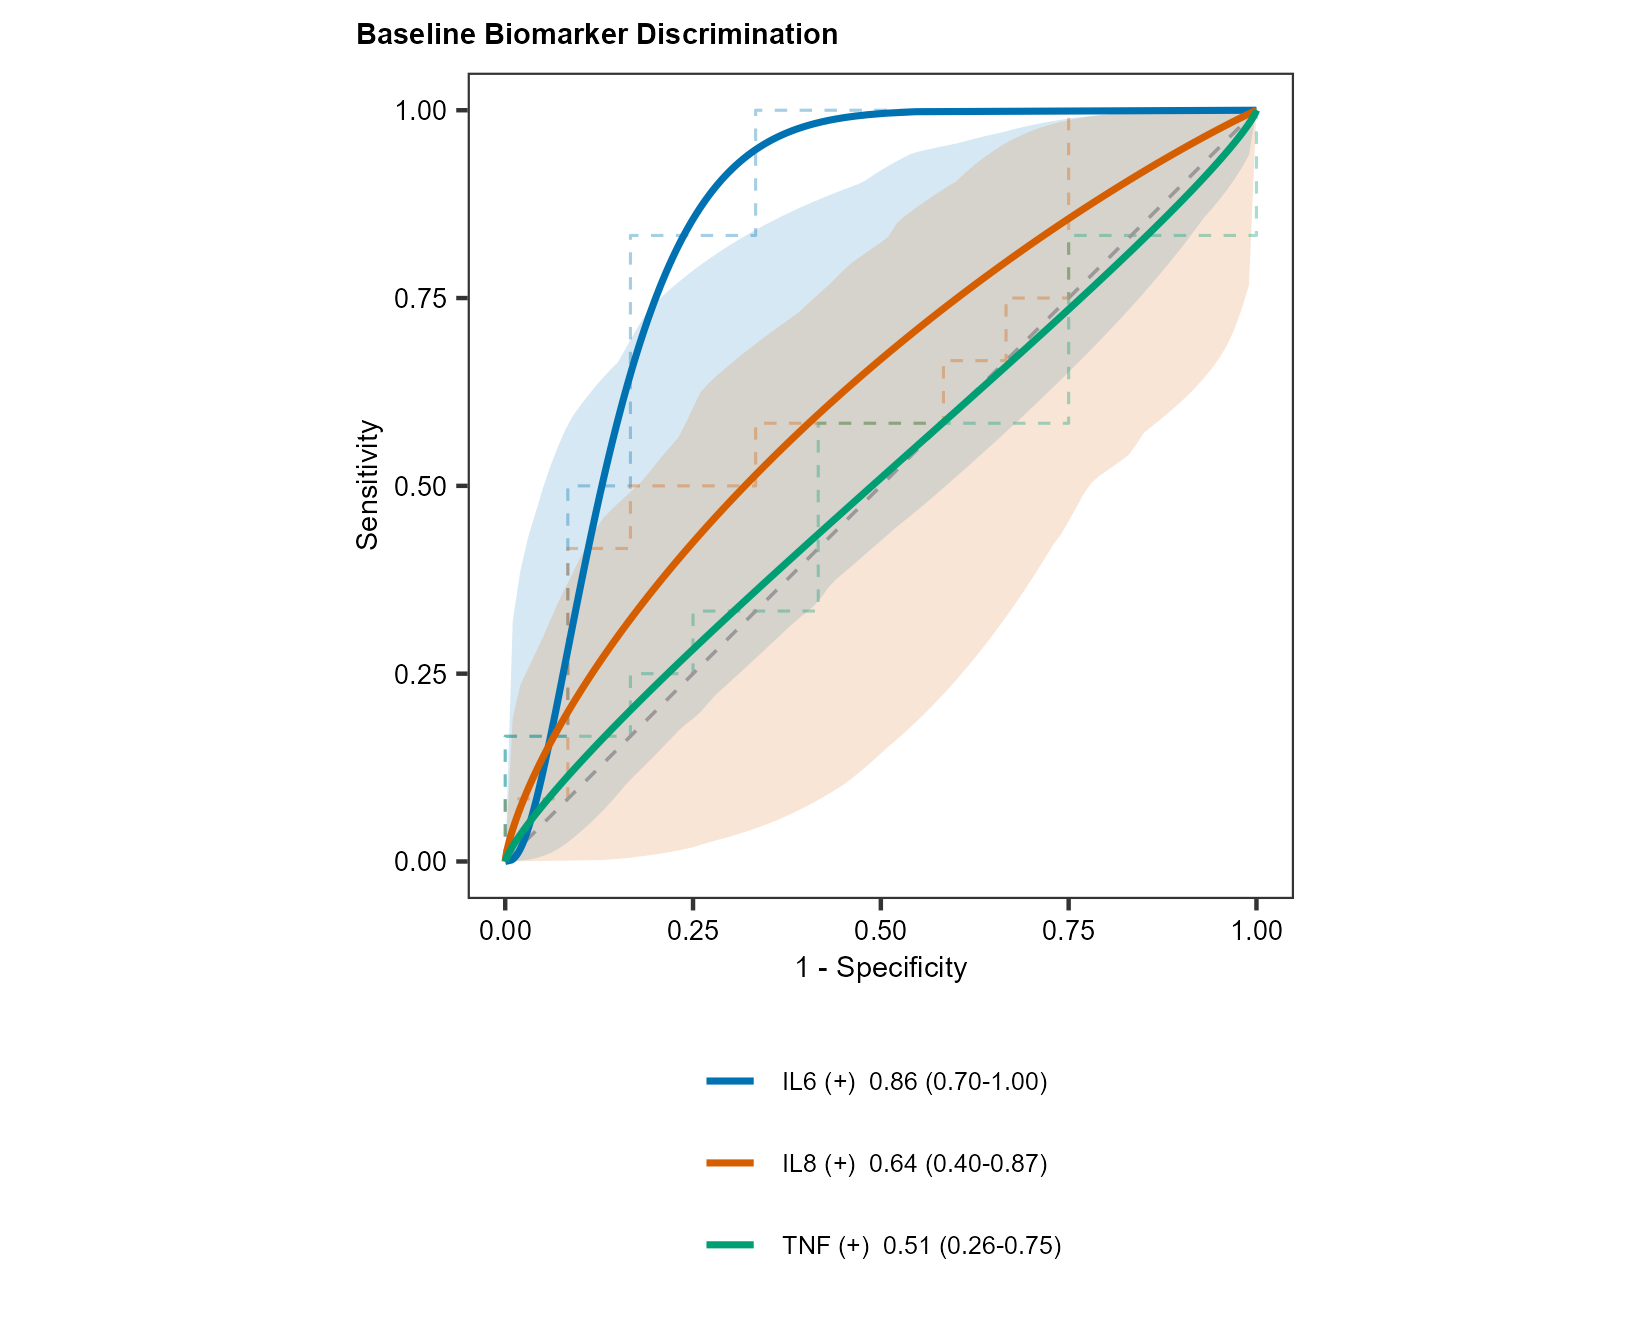 Baseline Biomarker Discrimination
1.00
0.75
0.50
0.25
0.00
Sensitivity
0.00 0.25 0.50 0.75 1.00
1 - Specificity
IL6 (+) 0.86 (0.70-1.00)
IL8 (+) 0.64 (0.40-0.87)
TNF (+) 0.51 (0.26-0.75)